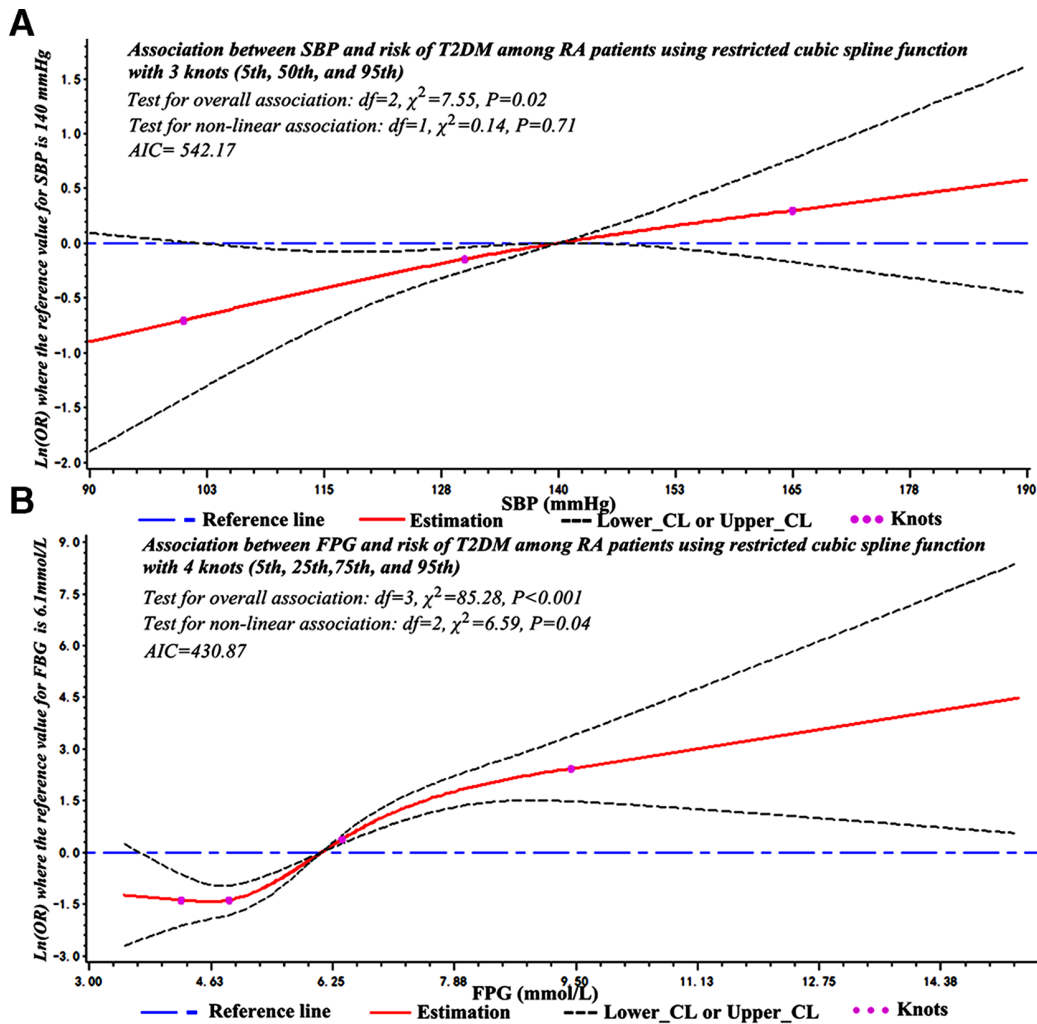 A
Association between SBP and risk of T2DM among RA patients using restricted cubic spline function
with 3 knots (5th, 50th, and 95th)
Test for overall association: df=2, χ²=7.55, P=0.02
Test for non-linear association: df=1, χ²=0.14, P=0.71
AIC= 542.17
Ln(OR) where the reference value for SBP is 140 mmHg
1.5
1.0
0.5
0.0
-0.5
-1.0
-1.5
-2.0
90 103 115 128 140 153 165 178 190
SBP (mmHg)
Reference line Estimation Lower_CL or Upper_CL Knots
B
Association between FPG and risk of T2DM among RA patients using restricted cubic spline function
with 4 knots (5th, 25th,75th, and 95th)
Test for overall association: df=3, χ²=85.28, P<0.001
Test for non-linear association: df=2, χ²=6.59, P=0.04
AIC=430.87
Ln(OR) where the reference value for FBG is 6.1mmol/L
9.0
7.5
6.0
4.5
3.0
1.5
0.0
-1.5
-3.0
3.00 4.63 6.25 7.88 9.50 11.13 12.75 14.38
FPG (mmol/L)
Reference line Estimation Lower_CL or Upper_CL Knots